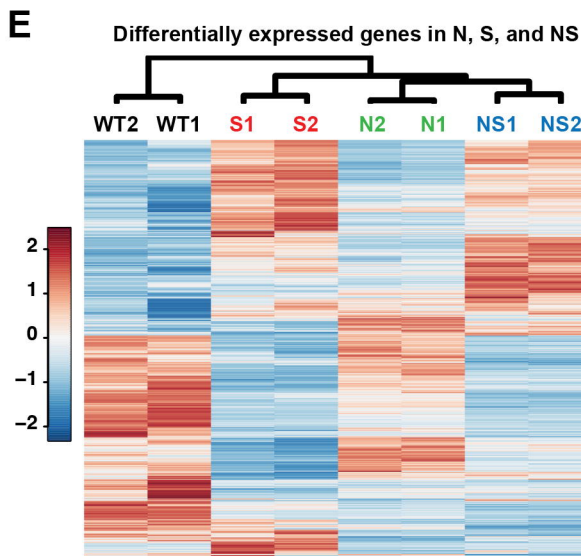 E
Differentially expressed genes in N, S, and NS
WT2 WT1 S1 S2 N2 N1 NS1 NS2
2
1
0
−1
−2